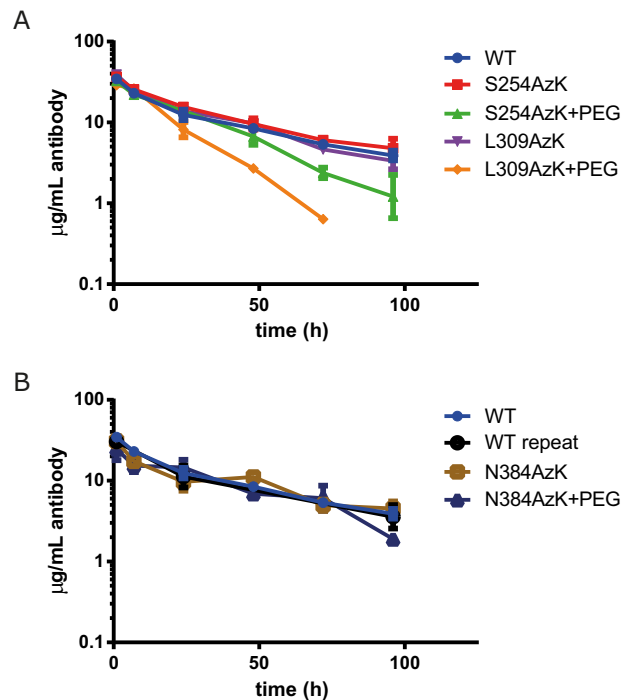 A
100
10
1
0.1
µg/mL antibody
0
50
100
time (h)
WT
S254AzK
S254AzK+PEG
L309AzK
L309AzK+PEG
B
100
10
1
0.1
µg/mL antibody
0
50
100
time (h)
WT
WT repeat
N384AzK
N384AzK+PEG